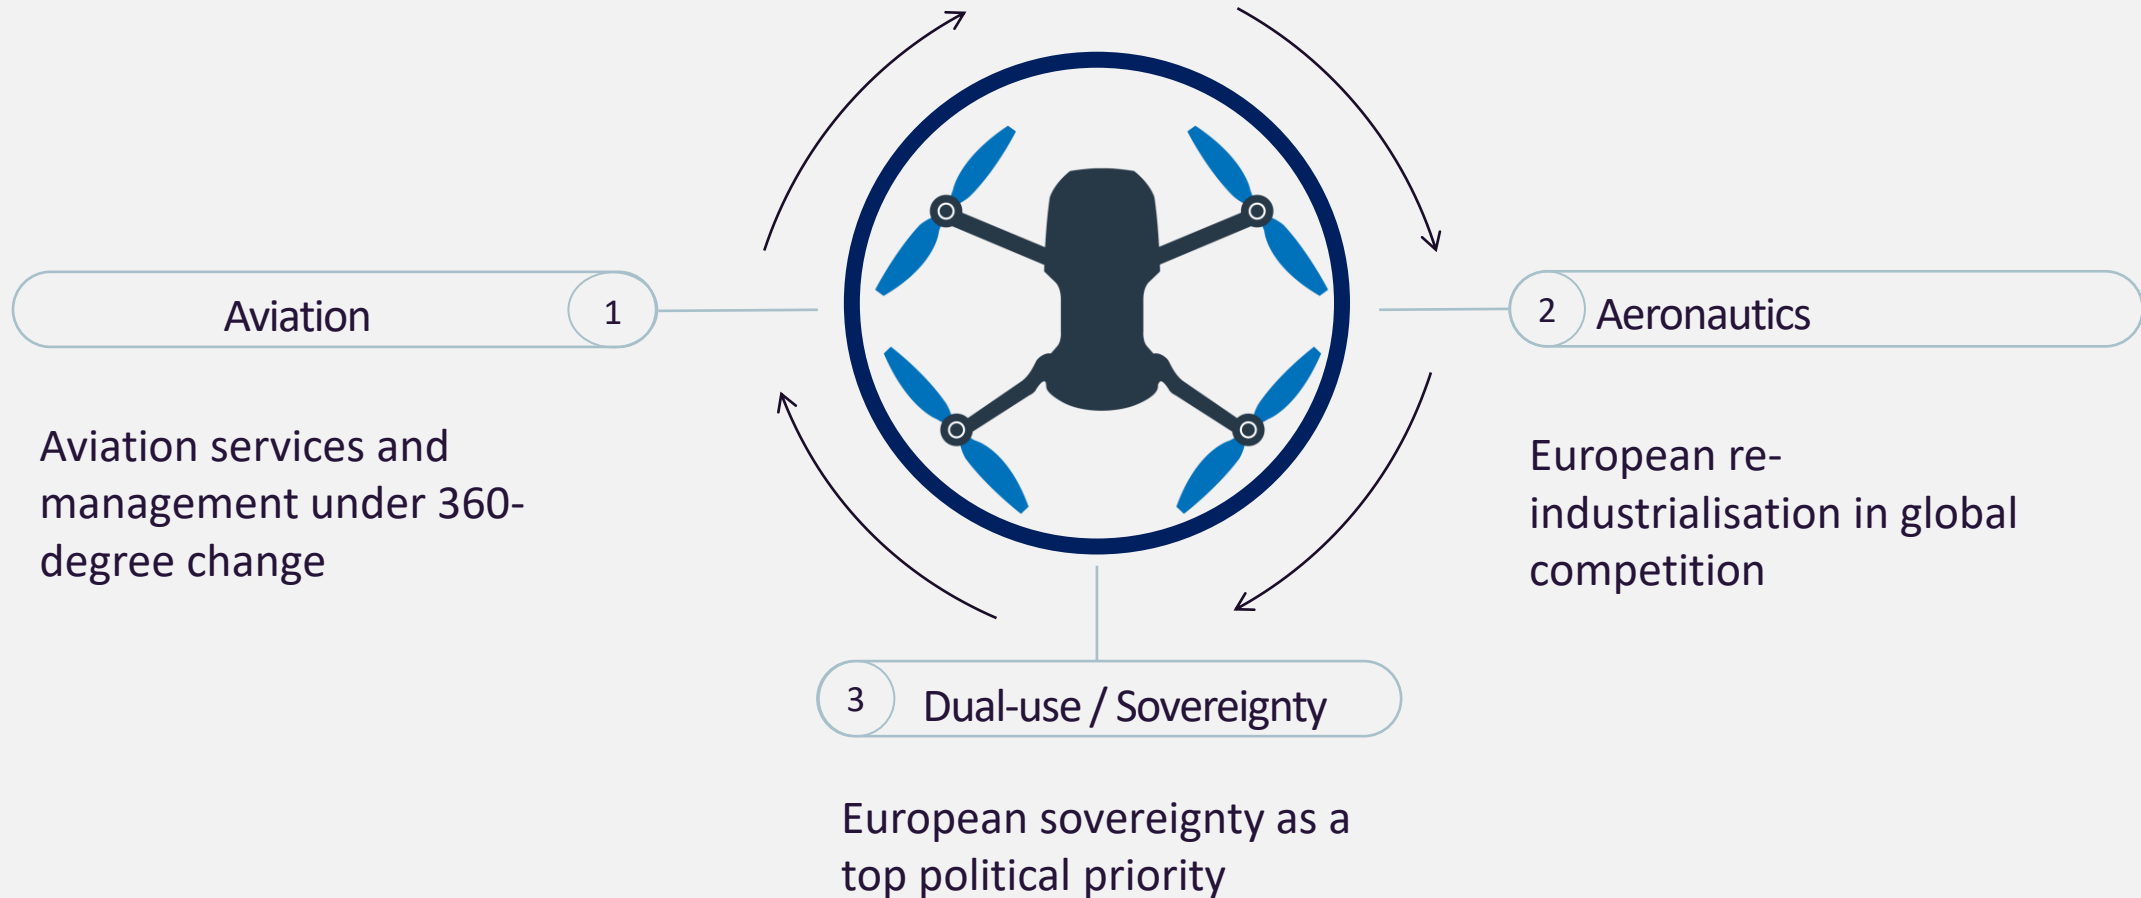 Aviation
1
Aviation services and
management under 360-
degree change
2
Aeronautics
European re-
industrialisation in global
competition
3
Dual-use / Sovereignty
European sovereignty as a
top political priority